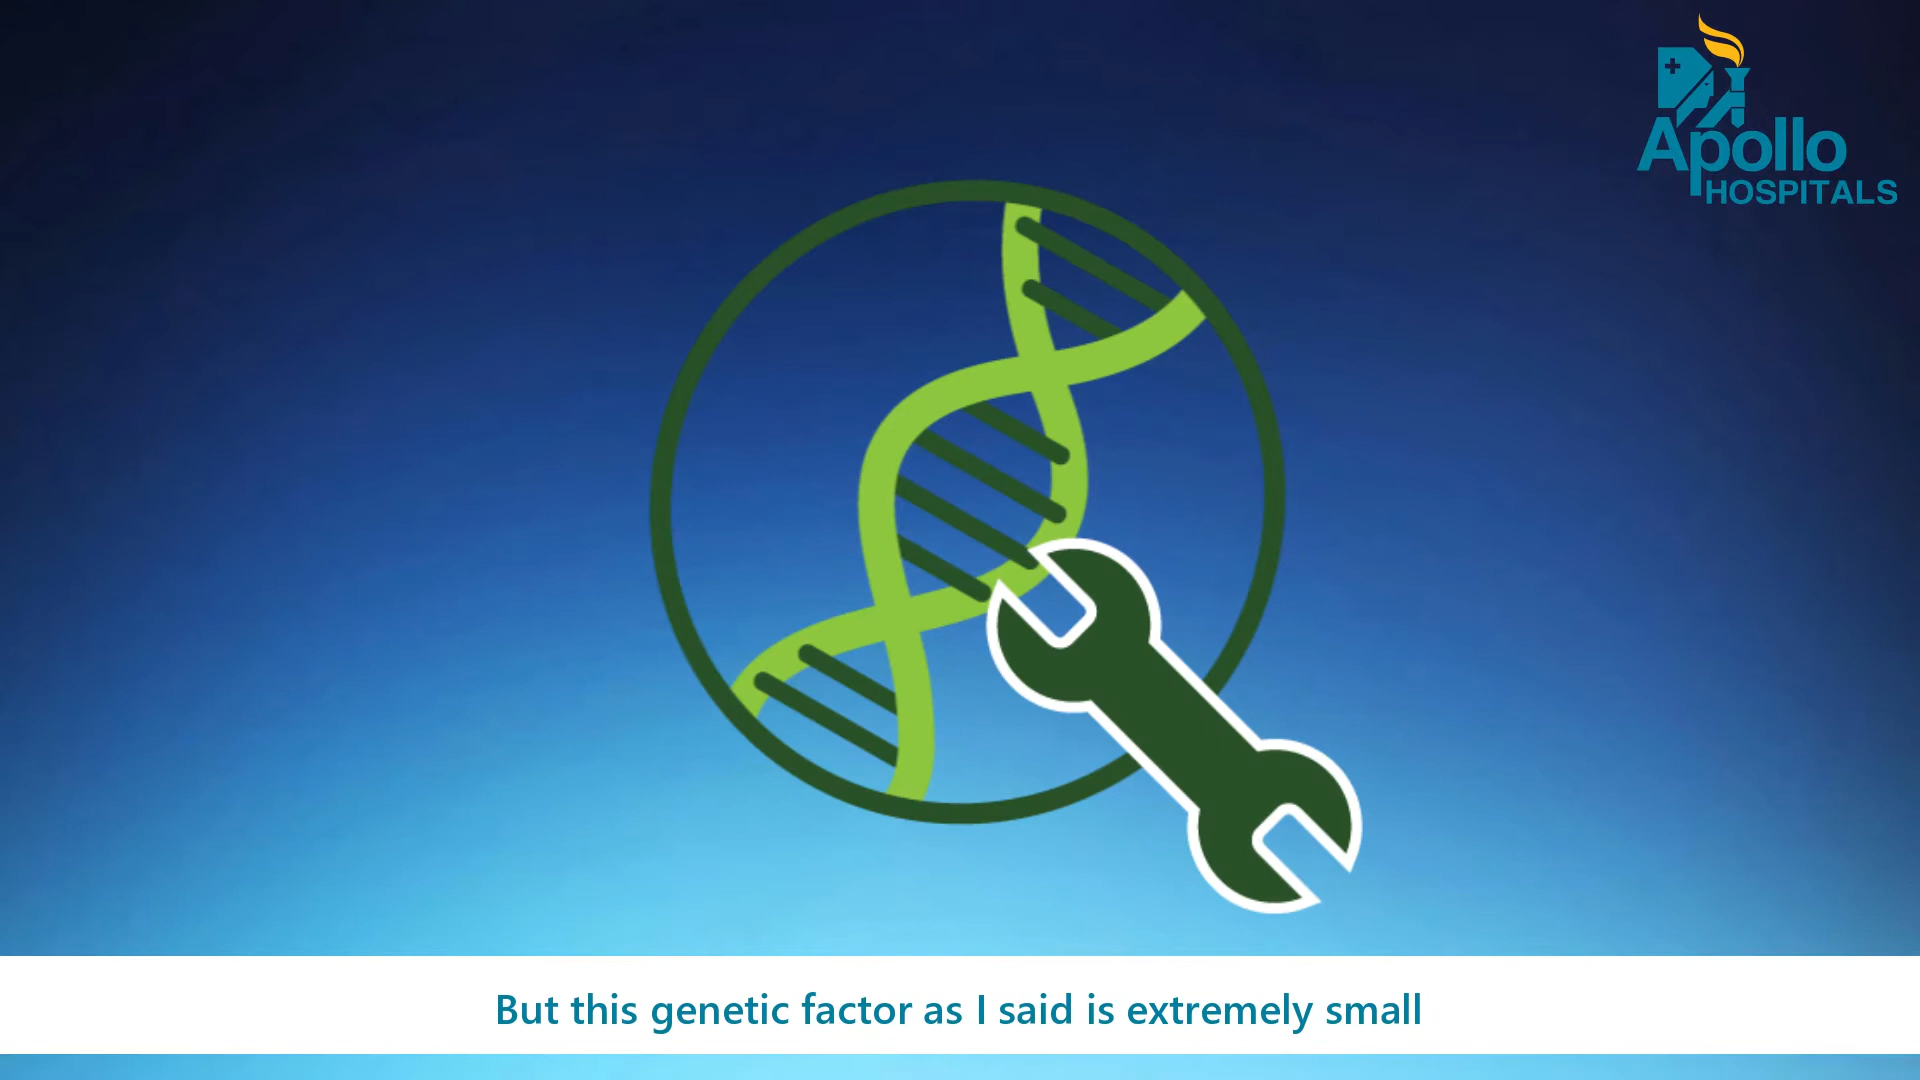 Apollo
HOSPITALS
But this genetic factor as I said is extremely small